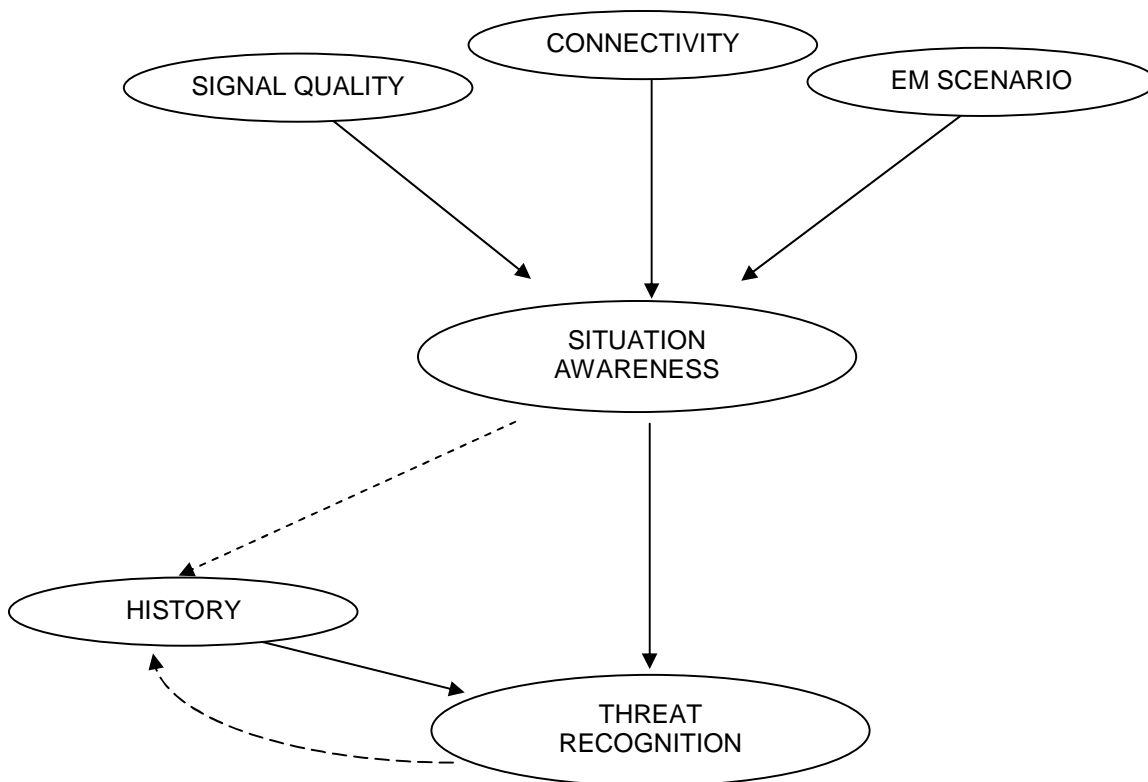 CONNECTIVITY
SIGNAL QUALITY
EM SCENARIO
SITUATION
AWARENESS
HISTORY
THREAT
RECOGNITION